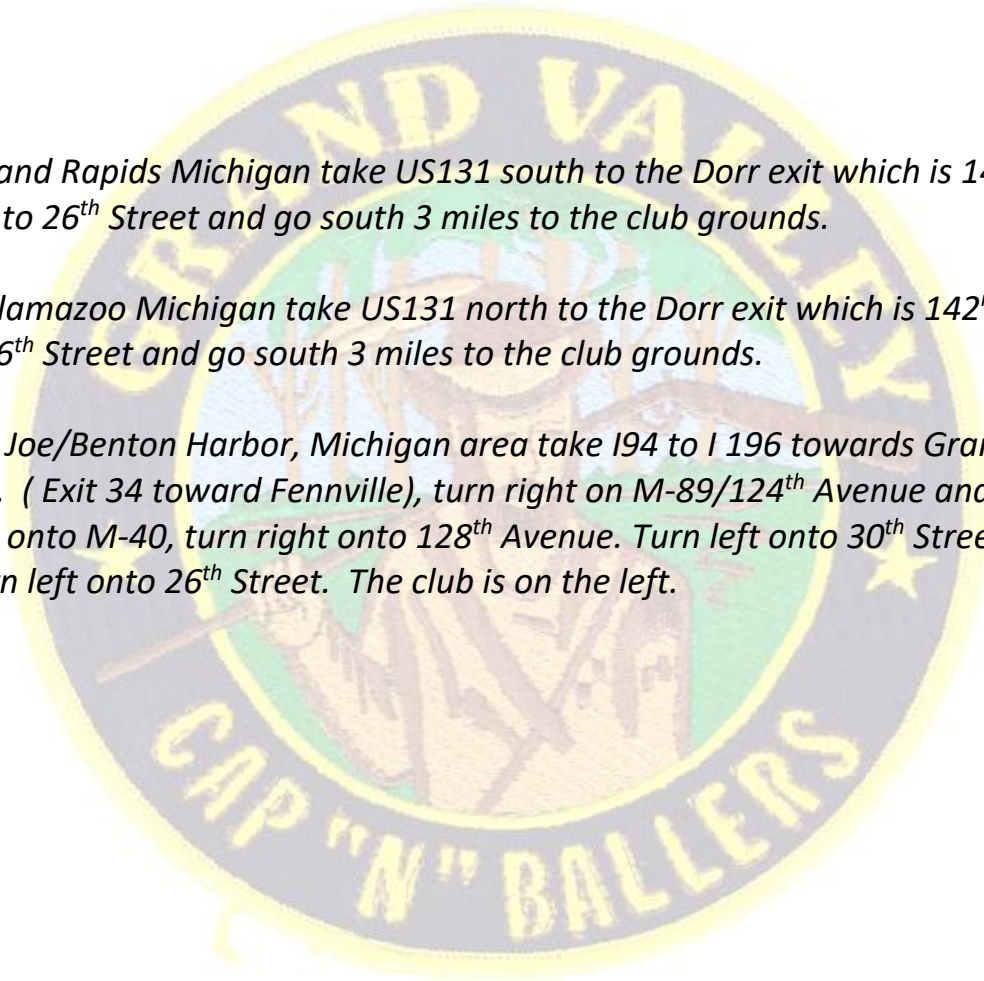 GRAND VALLEY
and Rapids Michigan take US131 south to the Dorr exit which is 14
to 26th Street and go south 3 miles to the club grounds.
lamazoo Michigan take US131 north to the Dorr exit which is 142
6th Street and go south 3 miles to the club grounds.
Joe/Benton Harbor, Michigan area take I94 to I 196 towards Gran
. ( Exit 34 toward Fennville), turn right on M-89/124th Avenue and
onto M-40, turn right onto 128th Avenue. Turn left onto 30th Stree
n left onto 26th Street. The club is on the left.
CAP "N" BALLERS